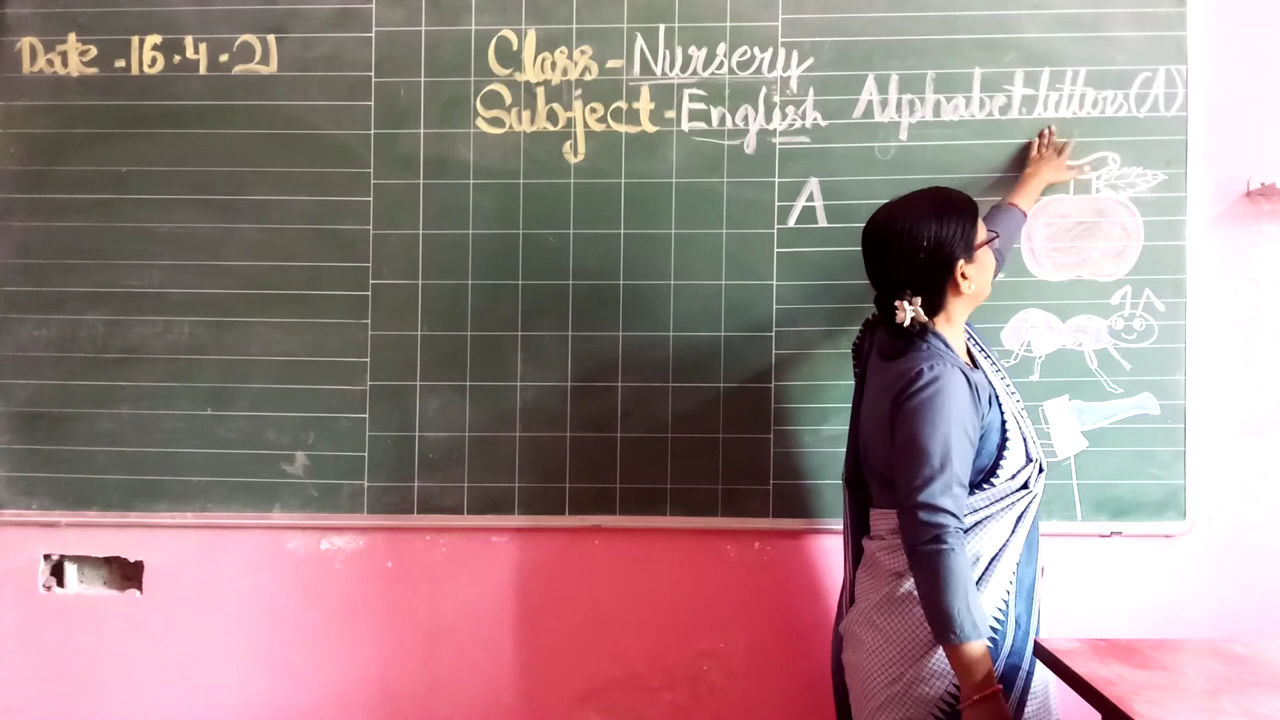 Date - 16.4.21
Class - Nursery
Subject - English
Alphabet letters (A)
A